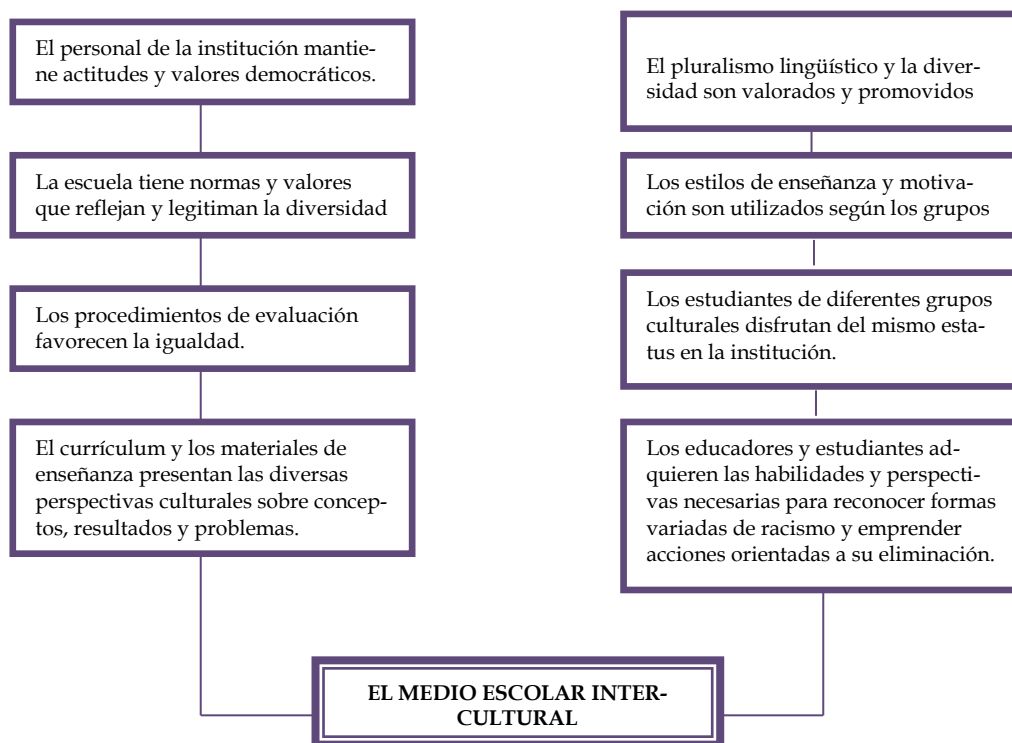 El personal de la institución mantie-
ne actitudes y valores democráticos.
La escuela tiene normas y valores
que reflejan y legitiman la diversidad
Los procedimientos de evaluación
favorecen la igualdad.
El currículum y los materiales de
enseñanza presentan las diversas
perspectivas culturales sobre concep-
tos, resultados y problemas.
El pluralismo lingüístico y la diver-
sidad son valorados y promovidos
Los estilos de enseñanza y motiva-
ción son utilizados según los grupos
Los estudiantes de diferentes grupos
culturales disfrutan del mismo esta-
tus en la institución.
Los educadores y estudiantes ad-
quieren las habilidades y perspecti-
vas necesarias para reconocer formas
variadas de racismo y emprender
acciones orientadas a su eliminación.
EL MEDIO ESCOLAR INTER-
CULTURAL